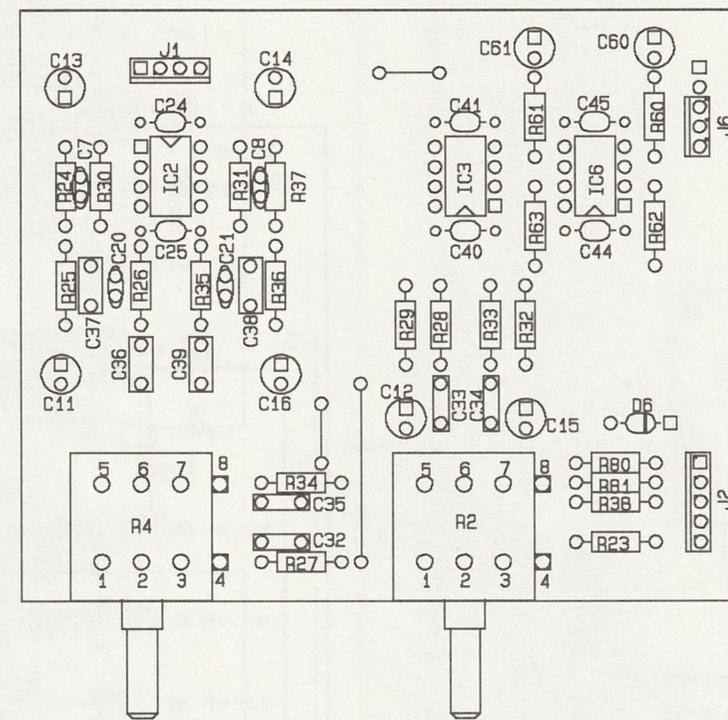 C13
J1
C14
C61
C60
C24
C41
C45
R61
R60
J6
C7
C8
R24
R30
IC2
R31
R37
IC3
IC6
C25
C40
C44
R63
R62
C20
C21
R25
R26
R35
R36
C37
C38
R29
R28
R33
R32
C36
C39
C11
C16
C12
C33
C34
C15
D6
5 6 7 8
R34
C35
R4
C32
1 2 3 4
R27
5 6 7 8
R2
1 2 3 4
R80
R81
R38
R23
J2